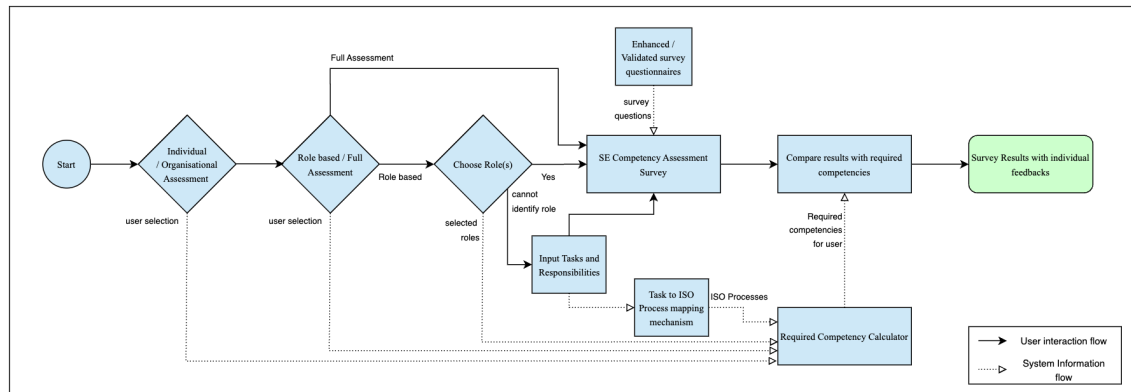 Full Assessment
Enhanced /
Validated survey
questionnaires
survey
questions
Start
Individual
/ Organisational
Assessment
Role based / Full
Assessment
Role based
Choose Role(s)
Yes
cannot
identify role
SE Competency Assessment
Survey
Compare results with required
competencies
Survey Results with individual
feedbacks
user selection
user selection
selected
roles
Required
competencies
for user
Input Tasks and
Responsibilities
Task to ISO
Process mapping
mechanism
ISO Processes
Required Competency Calculator
User interaction flow
System Information
flow